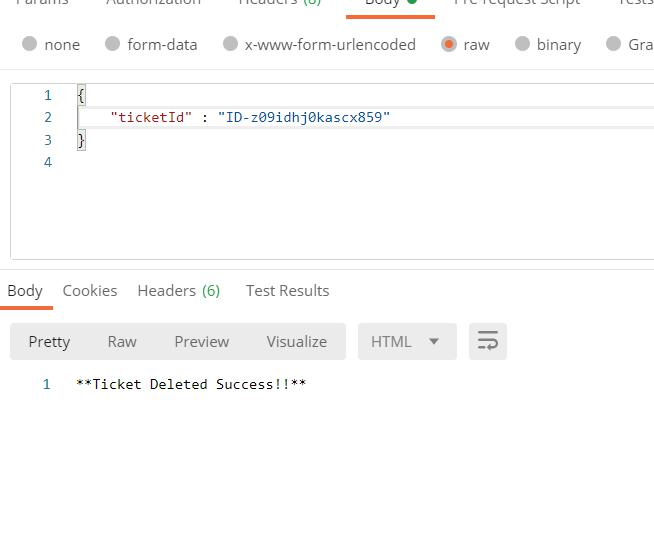 Params Authorization Headers (8) Body Pre-request Script Tests
none form-data x-www-form-urlencoded raw binary Gra
1 {
2 "ticketId" : "ID-z09idhj0kascx859"
3 }
4
Body Cookies Headers (6) Test Results
Pretty Raw Preview Visualize HTML
1 **Ticket Deleted Success!!**